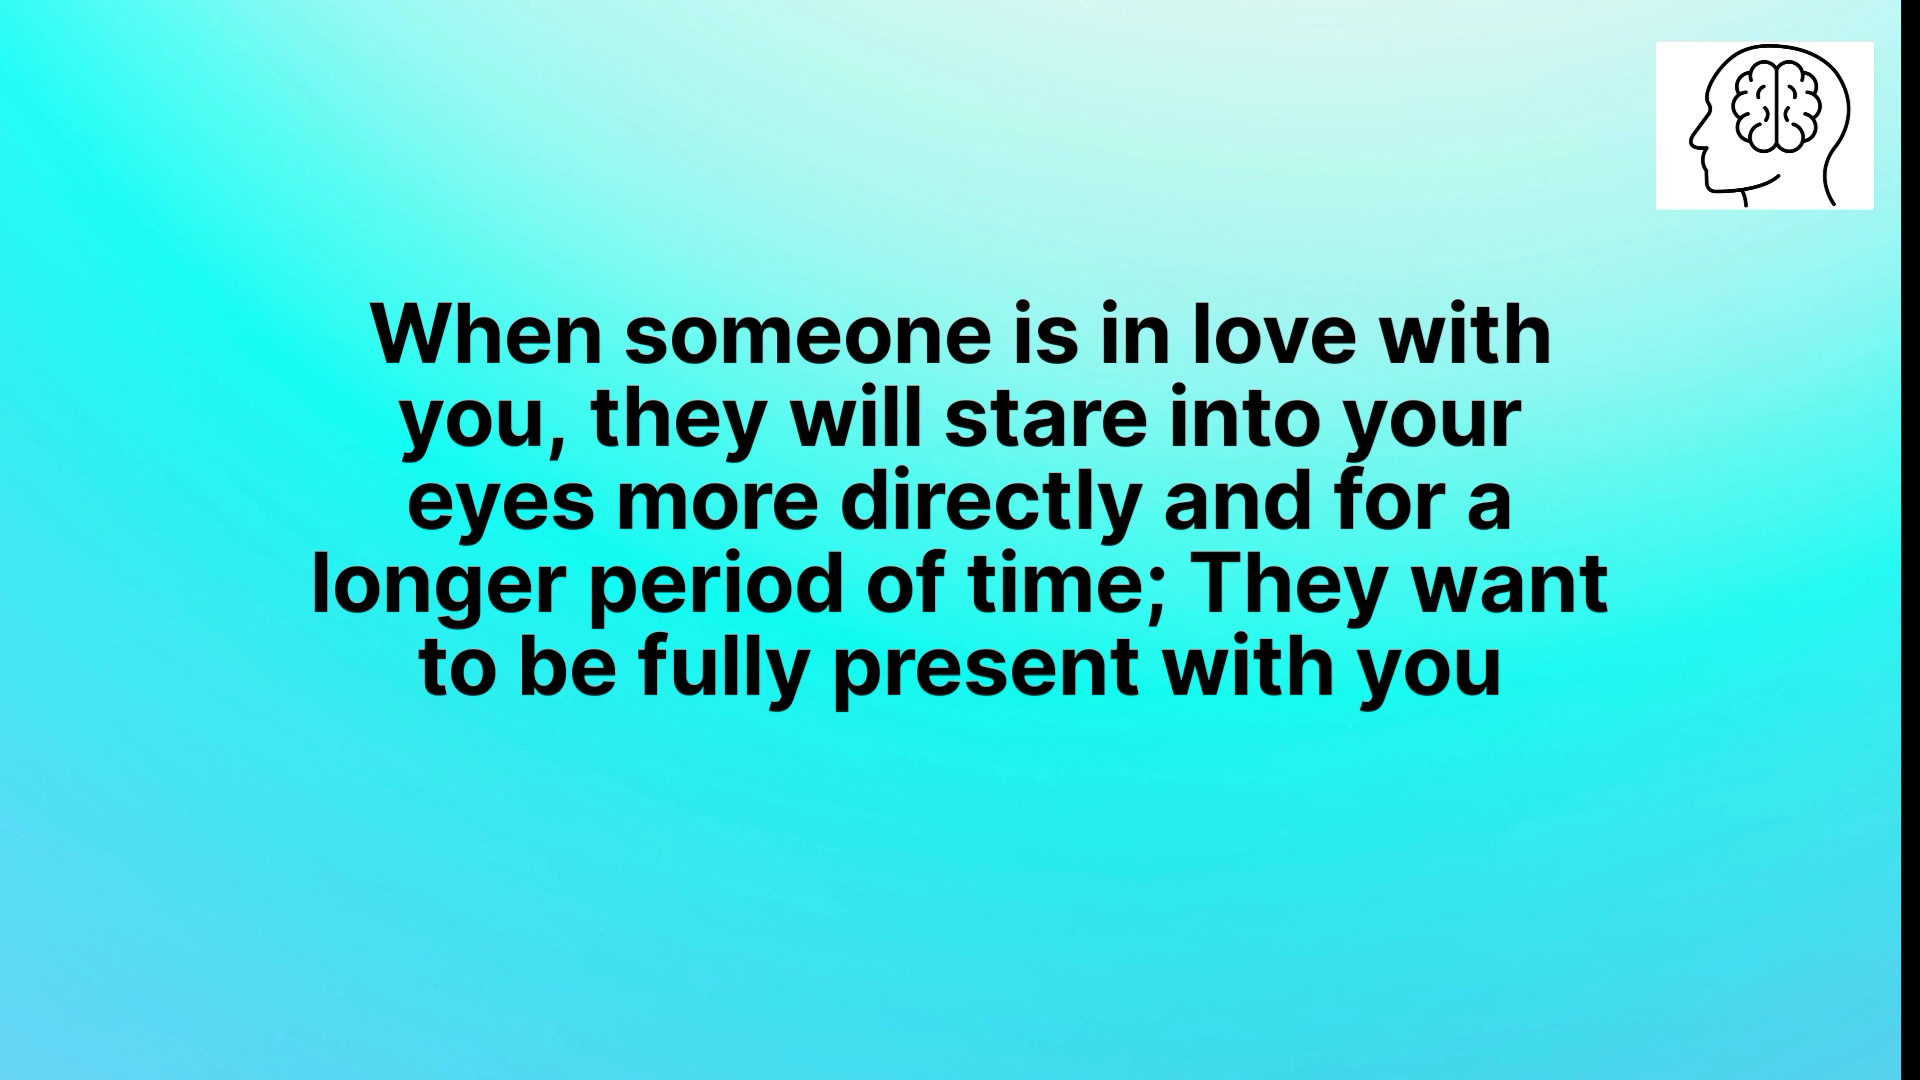 When someone is in love with
you, they will stare into your
eyes more directly and for a
longer period of time; They want
to be fully present with you